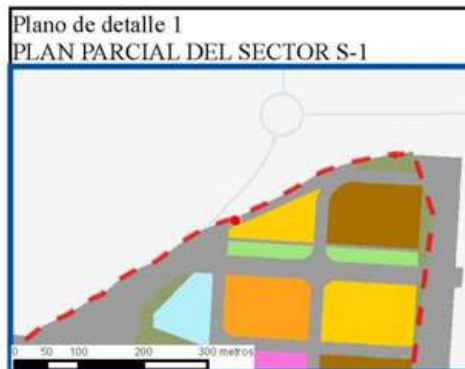 Plano de detalle 1
PLAN PARCIAL DEL SECTOR S-1
0 50 100 200 300 metros